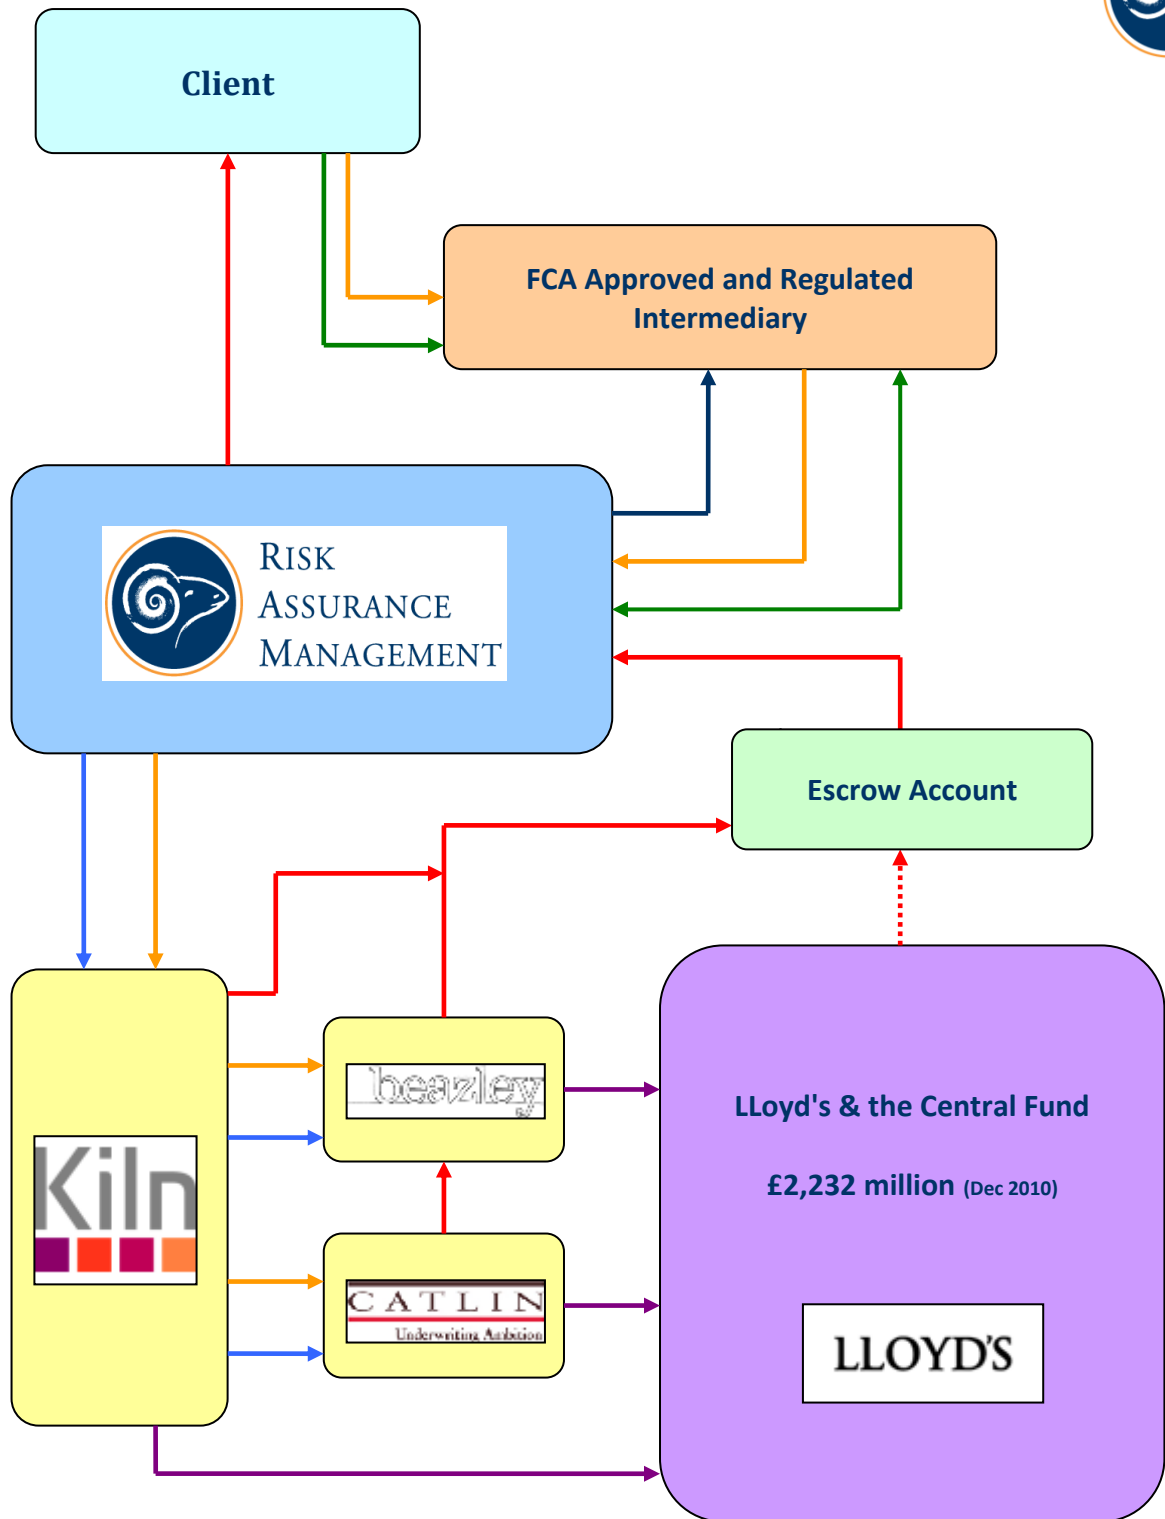 Client
FCA Approved and Regulated
Intermediary
RISK
ASSURANCE
MANAGEMENT
Escrow Account
beazley
LLoyd's & the Central Fund
£2,232 million (Dec 2010)
Kiln
CATLIN
Underwriting Ambition
LLOYD'S